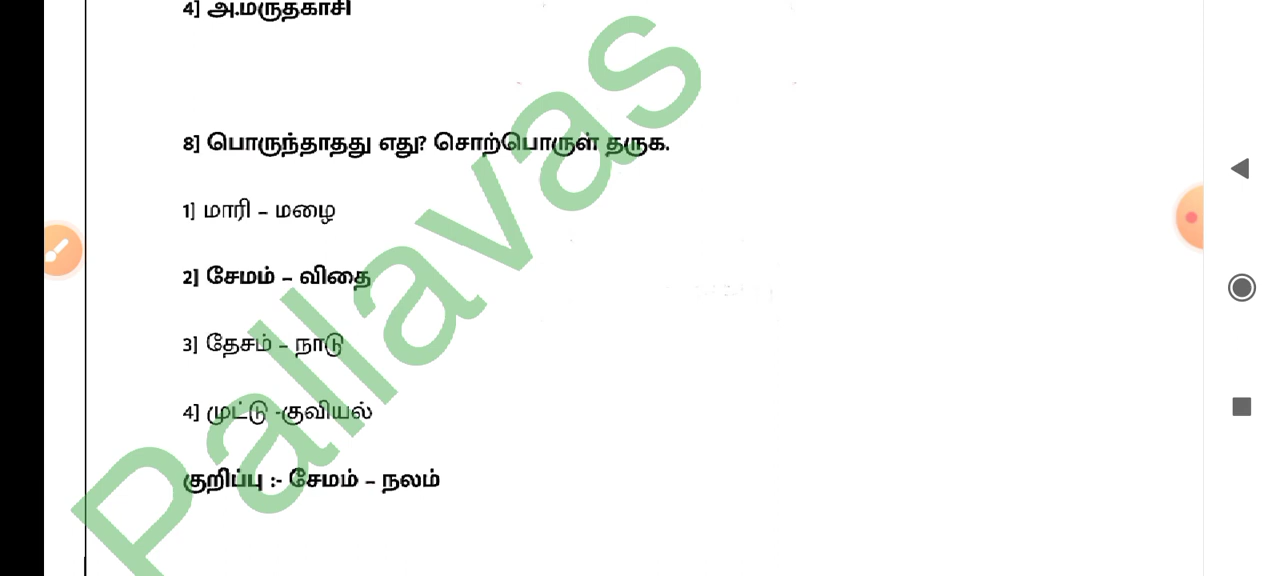 4] அ.மருதகாசி
8] பொருந்தாதது எது? சொற்பொருள் தருக.
1] மாரி – மழை
2] சேமம் – விதை
3] தேசம் – நாடு
4] முட்டு -குவியல்
குறிப்பு :- சேமம் – நலம்
Pallavas